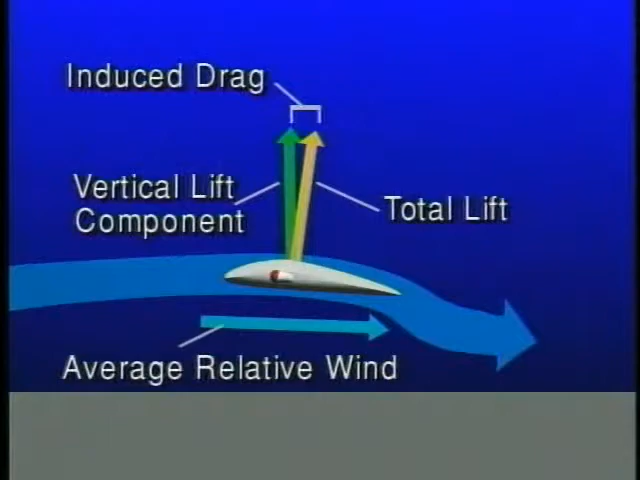 Induced Drag
Vertical Lift
Component
Total Lift
Average Relative Wind